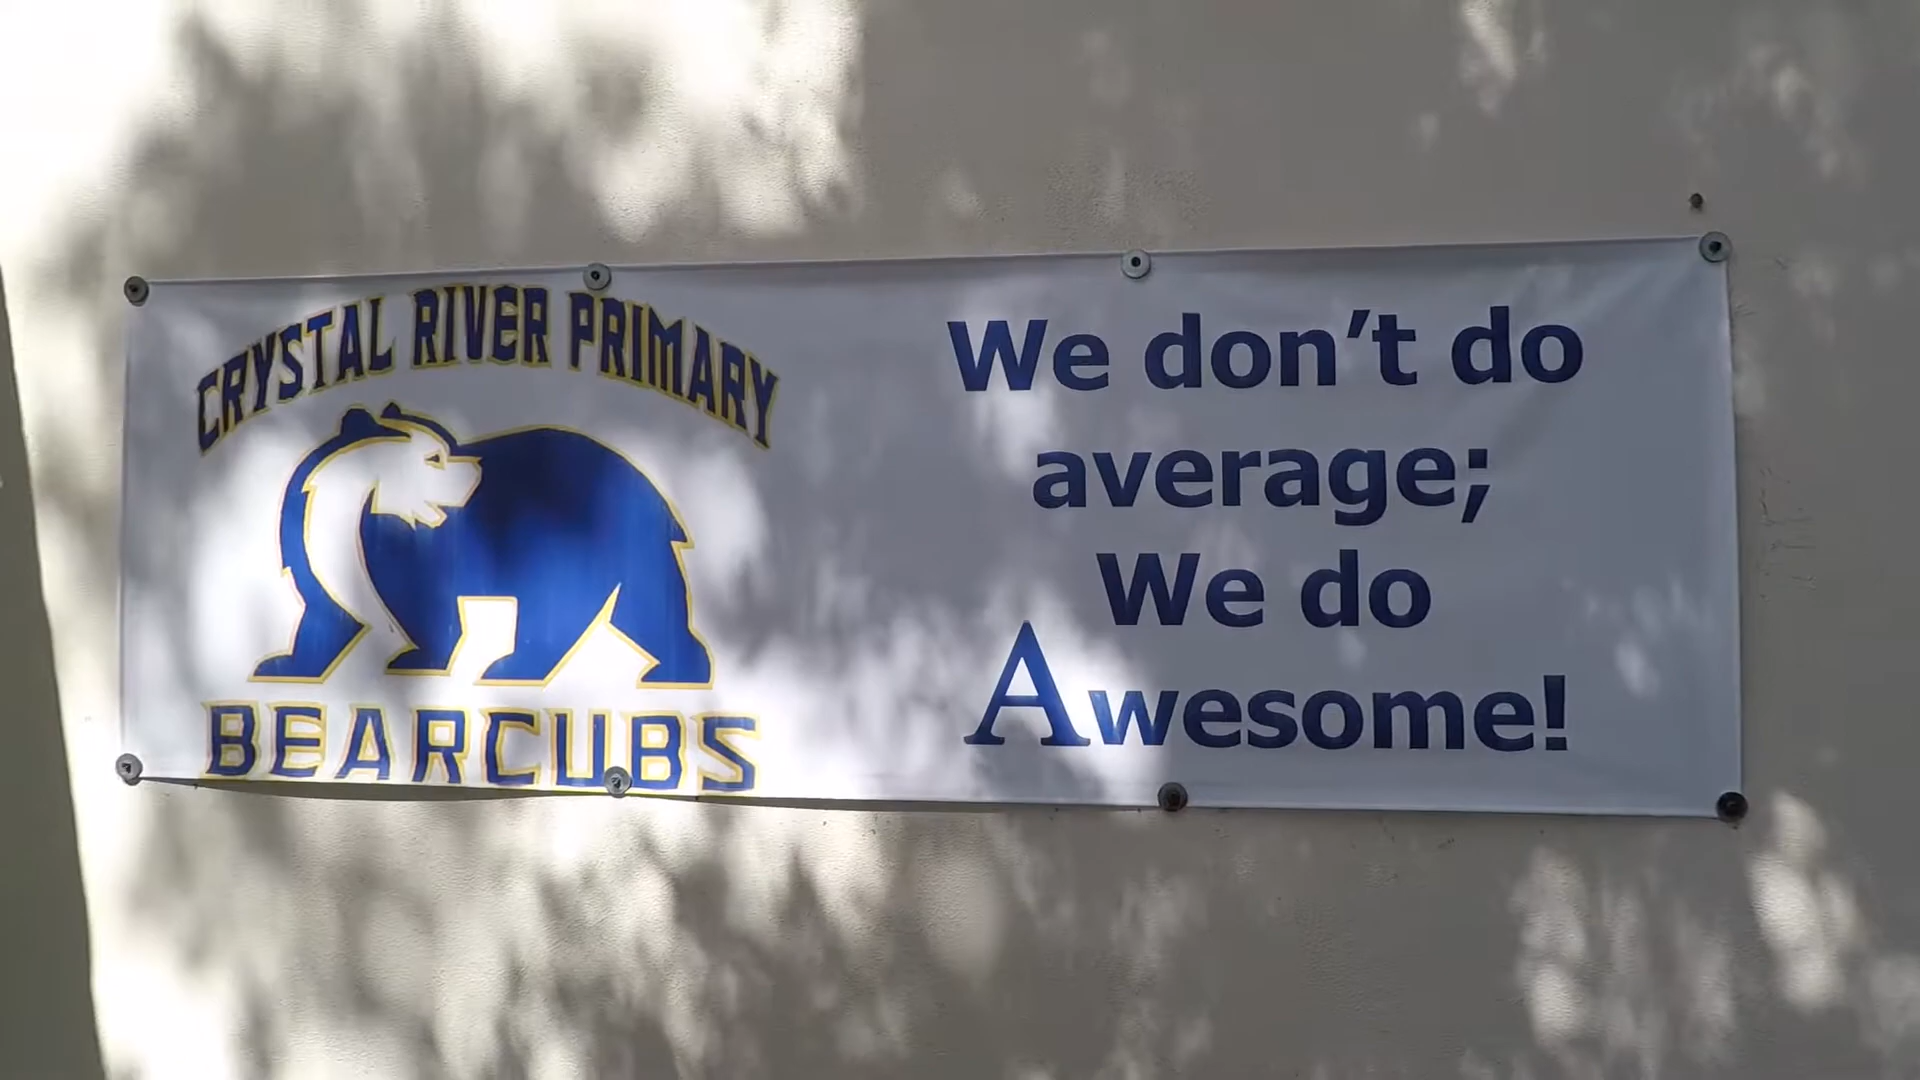 CRYSTAL RIVER PRIMARY
BEARCUBS
We don’t do
average;
We do
Awesome!